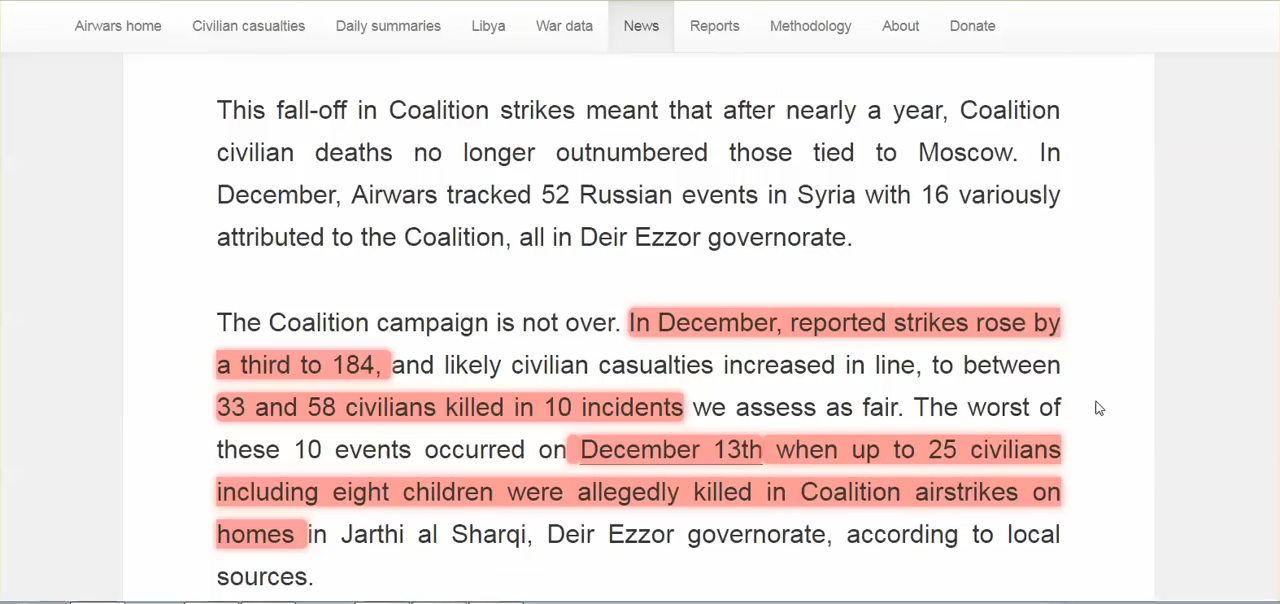 Airwars home Civilian casualties Daily summaries Libya War data News Reports Methodology About Donate
This fall-off in Coalition strikes meant that after nearly a year, Coalition
civilian deaths no longer outnumbered those tied to Moscow. In
December, Airwars tracked 52 Russian events in Syria with 16 variously
attributed to the Coalition, all in Deir Ezzor governorate.
The Coalition campaign is not over. In December, reported strikes rose by
a third to 184, and likely civilian casualties increased in line, to between
33 and 58 civilians killed in 10 incidents we assess as fair. The worst of
these 10 events occurred on December 13th when up to 25 civilians
including eight children were allegedly killed in Coalition airstrikes on
homes in Jarthi al Sharqi, Deir Ezzor governorate, according to local
sources.